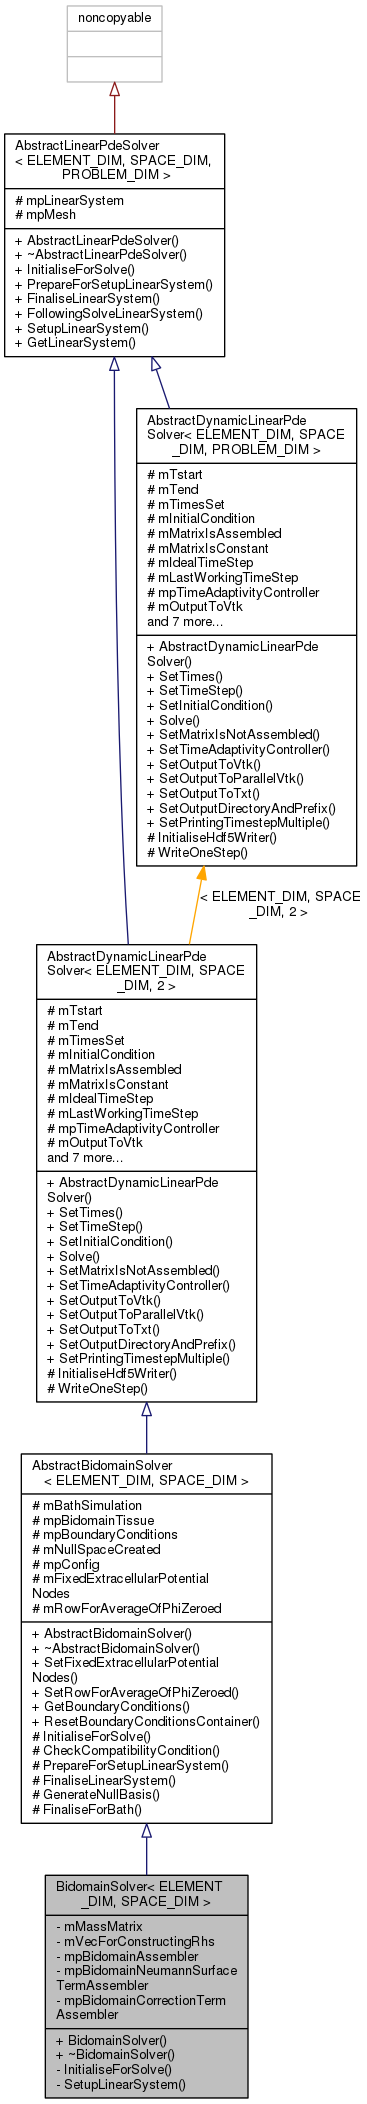 noncopyable
AbstractLinearPdeSolver
< ELEMENT_DIM, SPACE_DIM,
PROBLEM_DIM >
# mpLinearSystem
# mpMesh
+ AbstractLinearPdeSolver()
+ ~AbstractLinearPdeSolver()
+ InitialiseForSolve()
+ PrepareForSetupLinearSystem()
+ FinaliseLinearSystem()
+ FollowingSolveLinearSystem()
+ SetupLinearSystem()
+ GetLinearSystem()
AbstractDynamicLinearPde
Solver< ELEMENT_DIM, SPACE
_DIM, PROBLEM_DIM >
# mTstart
# mTend
# mTimesSet
# mInitialCondition
# mMatrixIsAssembled
# mMatrixIsConstant
# mIdealTimeStep
# mLastWorkingTimeStep
# mpTimeAdaptivityController
# mOutputToVtk
and 7 more...
+ AbstractDynamicLinearPde
Solver()
+ SetTimes()
+ SetTimeStep()
+ SetInitialCondition()
+ Solve()
+ SetMatrixIsNotAssembled()
+ SetTimeAdaptivityController()
+ SetOutputToVtk()
+ SetOutputToParallelVtk()
+ SetOutputToTxt()
+ SetOutputDirectoryAndPrefix()
+ SetPrintingTimestepMultiple()
# InitialiseHdf5Writer()
# WriteOneStep()
< ELEMENT_DIM, SPACE
_DIM, 2 >
AbstractDynamicLinearPde
Solver< ELEMENT_DIM, SPACE
_DIM, 2 >
# mTstart
# mTend
# mTimesSet
# mInitialCondition
# mMatrixIsAssembled
# mMatrixIsConstant
# mIdealTimeStep
# mLastWorkingTimeStep
# mpTimeAdaptivityController
# mOutputToVtk
and 7 more...
+ AbstractDynamicLinearPde
Solver()
+ SetTimes()
+ SetTimeStep()
+ SetInitialCondition()
+ Solve()
+ SetMatrixIsNotAssembled()
+ SetTimeAdaptivityController()
+ SetOutputToVtk()
+ SetOutputToParallelVtk()
+ SetOutputToTxt()
+ SetOutputDirectoryAndPrefix()
+ SetPrintingTimestepMultiple()
# InitialiseHdf5Writer()
# WriteOneStep()
AbstractBidomainSolver
< ELEMENT_DIM, SPACE_DIM >
# mBathSimulation
# mpBidomainTissue
# mpBoundaryConditions
# mNullSpaceCreated
# mpConfig
# mFixedExtracellularPotential
Nodes
# mRowForAverageOfPhiZeroed
+ AbstractBidomainSolver()
+ ~AbstractBidomainSolver()
+ SetFixedExtracellularPotential
Nodes()
+ SetRowForAverageOfPhiZeroed()
+ GetBoundaryConditions()
+ ResetBoundaryConditionsContainer()
# InitialiseForSolve()
# CheckCompatibilityCondition()
# PrepareForSetupLinearSystem()
# FinaliseLinearSystem()
# GenerateNullBasis()
# FinaliseForBath()
BidomainSolver< ELEMENT
_DIM, SPACE_DIM >
- mMassMatrix
- mVecForConstructingRhs
- mpBidomainAssembler
- mpBidomainNeumannSurface
TermAssembler
- mpBidomainCorrectionTerm
Assembler
+ BidomainSolver()
+ ~BidomainSolver()
- InitialiseForSolve()
- SetupLinearSystem()